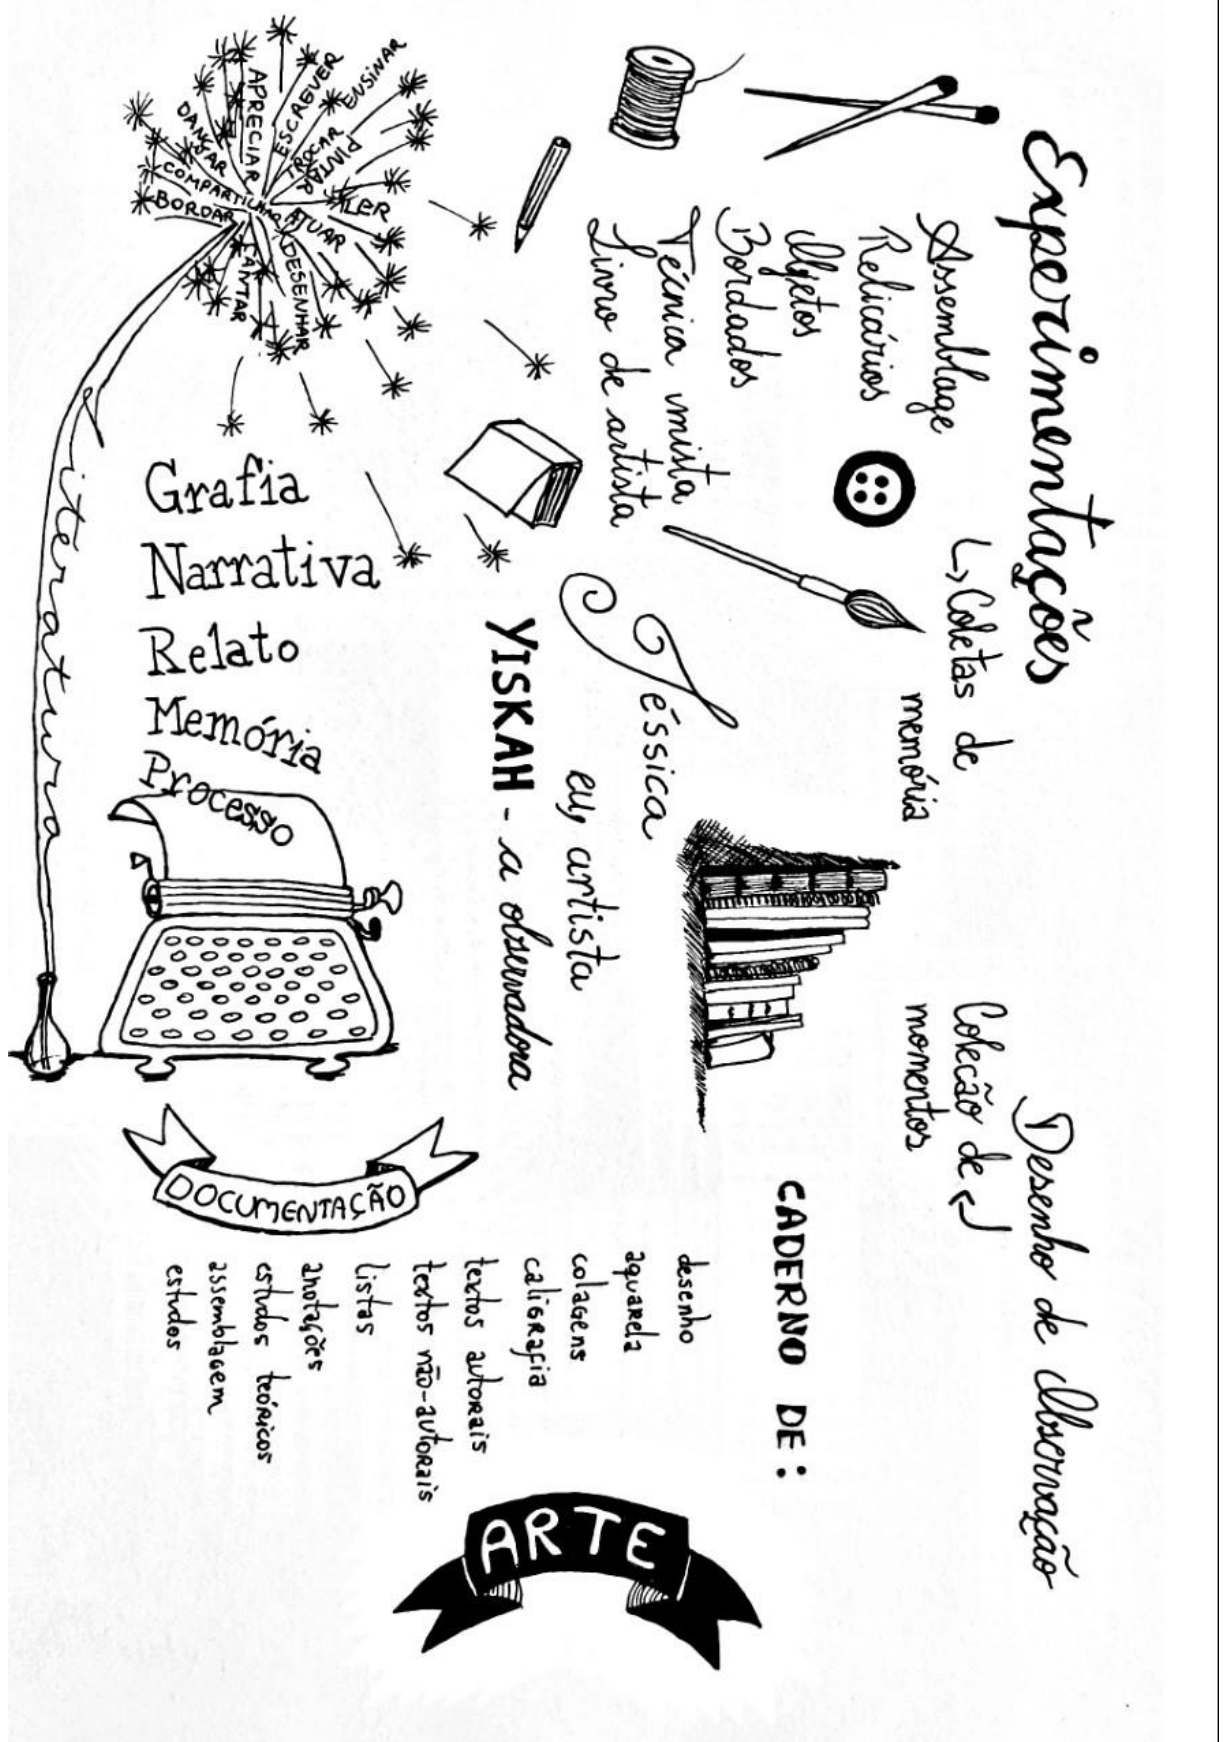 Experimentações
Assemblage
Relicários
Objetos
Bordados
Técnica mista
Livro de artista
↳ Coletas de
memória
Desenho de Observação
Coleção de ↲
momentos
Jéssica
eu, artista
YISKAH - a observadora
ENSINAR
ESCREVER
APRECIAR
TROCAR
PINTAR
DANÇAR
COMPARTILHAR
BORDAR
LER
ATUAR
DESENHAR
CANTAR
Literatura
Grafia
Narrativa
Relato
Memória
Processo
DOCUMENTAÇÃO
CADERNO DE:
desenho
aquarela
colagens
caligrafia
textos autorais
textos não-autorais
listas
anotações
estudos teóricos
assemblagem
estudos
ARTE